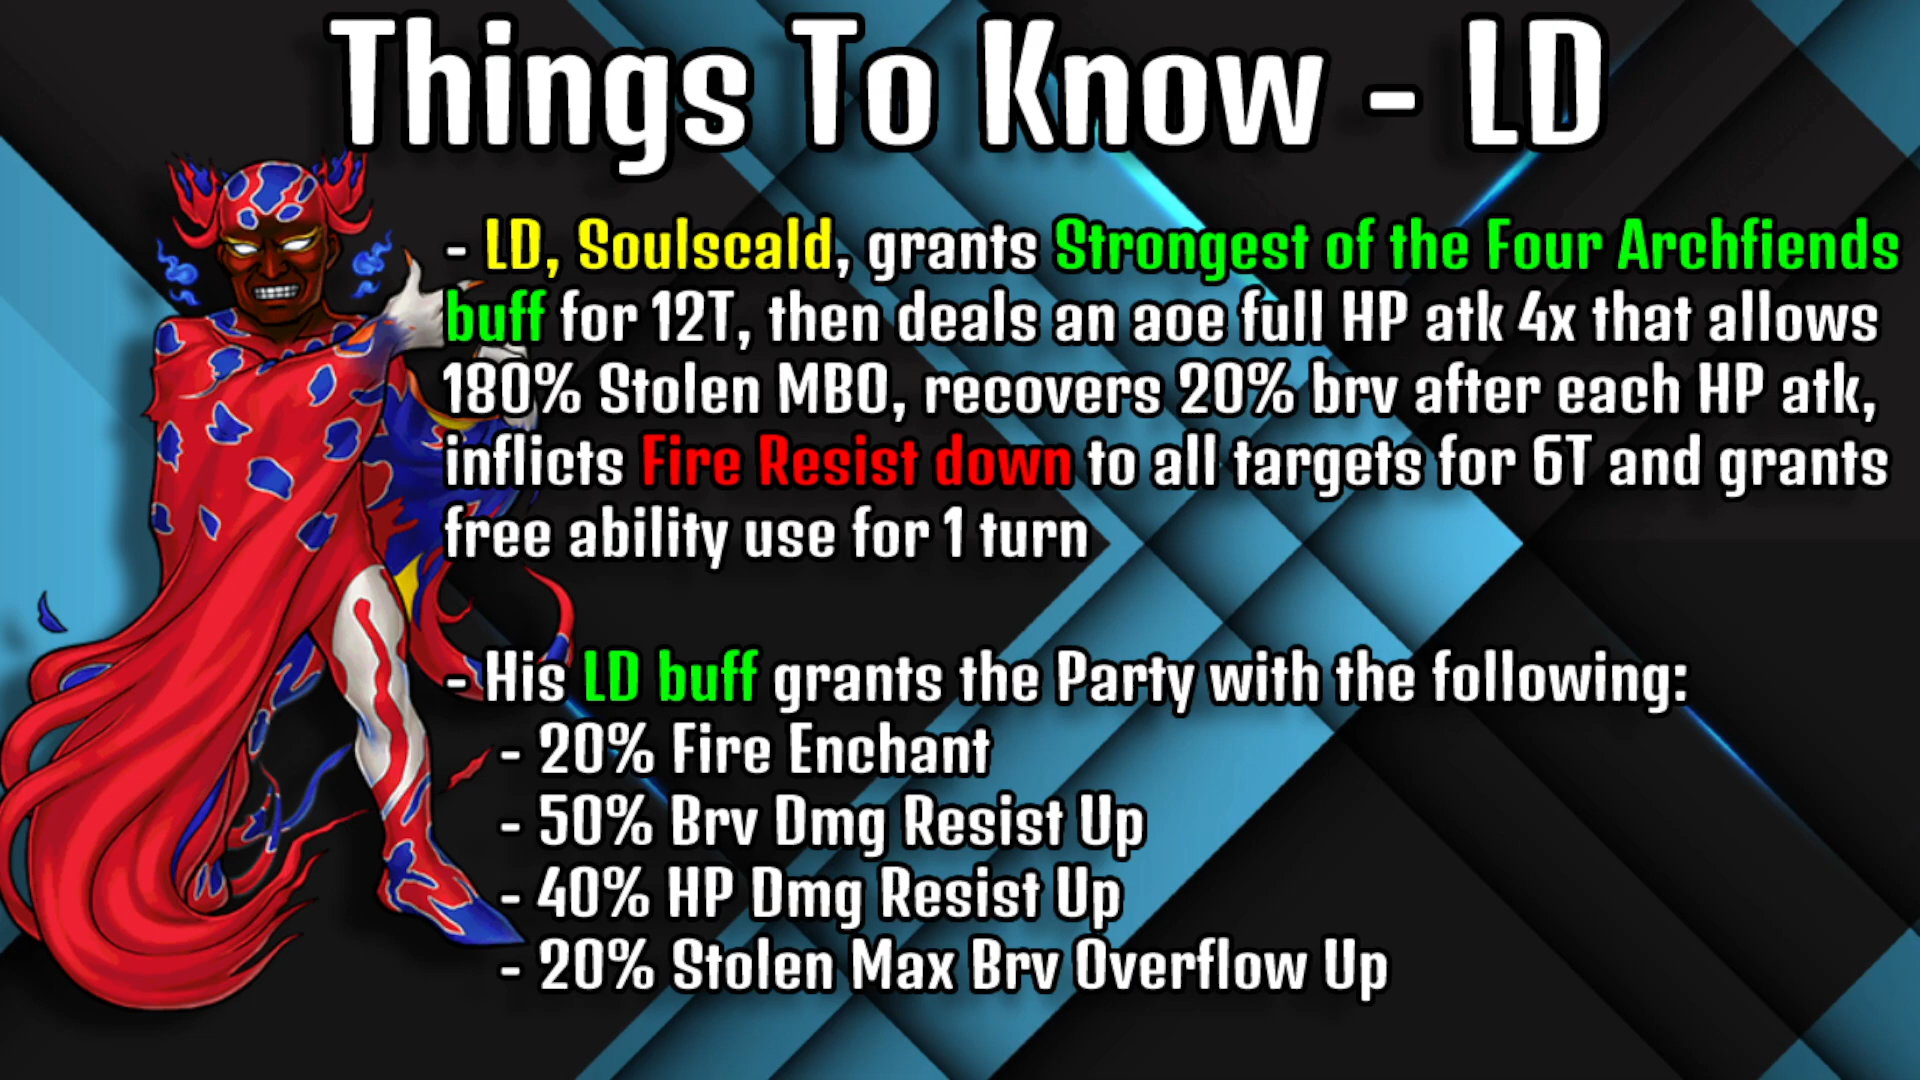 Things To Know - LD
- LD, Soulscald, grants Strongest of the Four Archfiends
buff for 12T, then deals an aoe full HP atk 4x that allows
180% Stolen MBO, recovers 20% brv after each HP atk,
inflicts Fire Resist down to all targets for 6T and grants
free ability use for 1 turn
- His LD buff grants the Party with the following:
- 20% Fire Enchant
- 50% Brv Dmg Resist Up
- 40% HP Dmg Resist Up
- 20% Stolen Max Brv Overflow Up